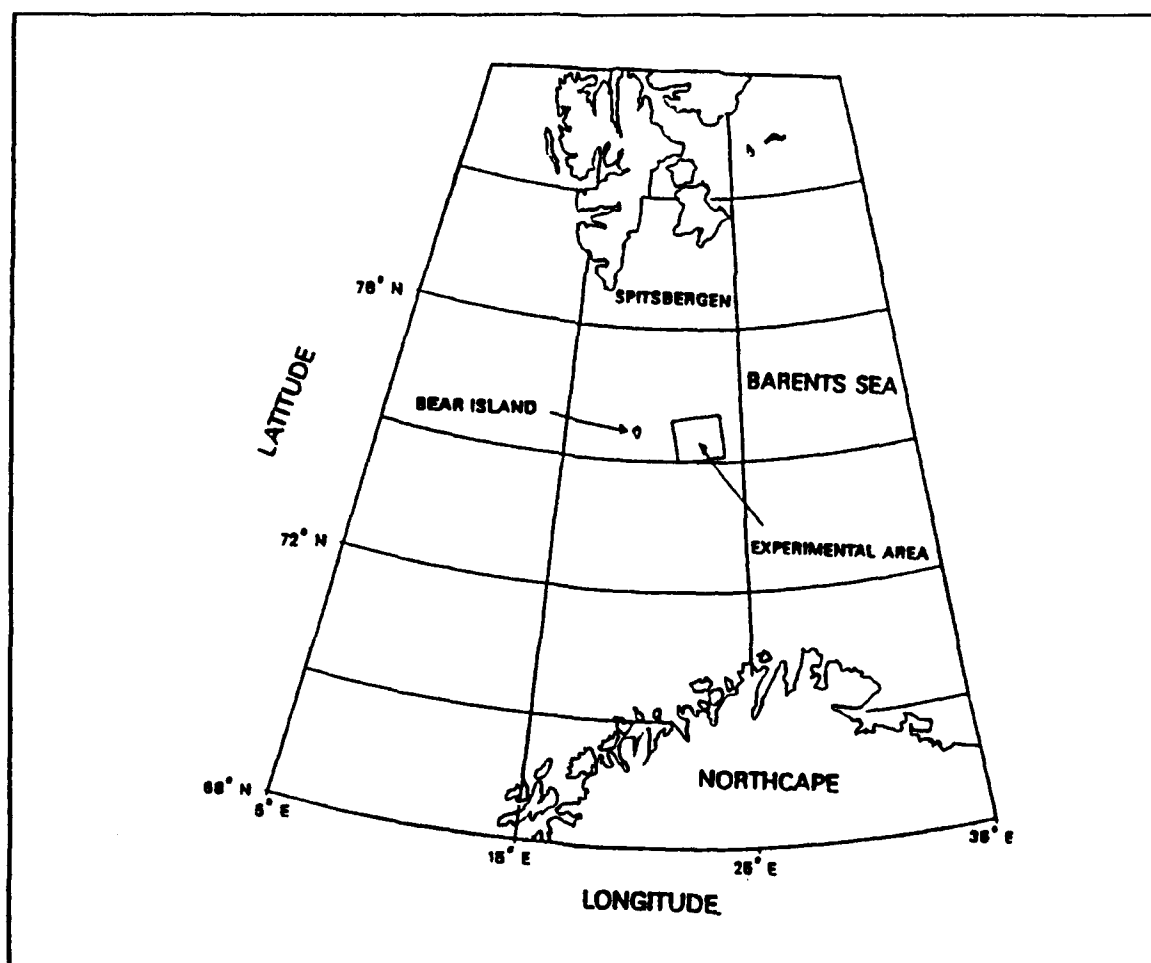 76° N
SPITSBERGEN
BARENTS SEA
LATITUDE
BEAR ISLAND
72° N
EXPERIMENTAL AREA
NORTHCAPE
68° N
5° E
35° E
15° E
25° E
LONGITUDE